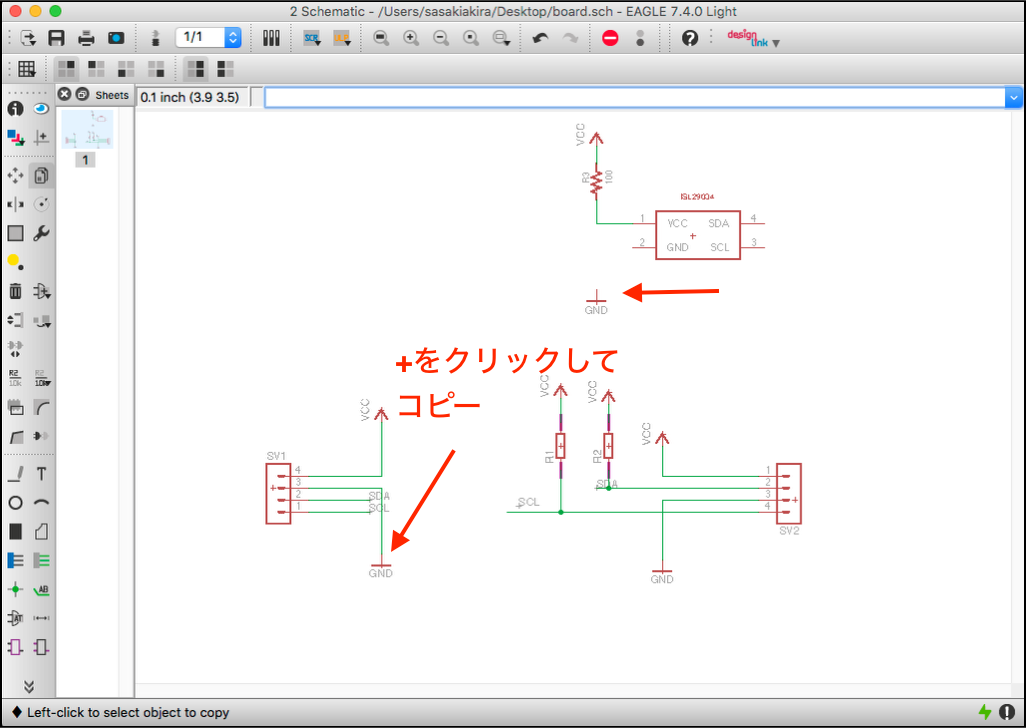 2 Schematic - /Users/sasakiakira/Desktop/board.sch - EAGLE 7.4.0 Light
1/1
SCR
ULP
design
link
Sheets
0.1 inch (3.9 3.5)
1
VCC
R3
100
ISL29034
1 VCC SDA 4
2 GND SCL 3
GND
+をクリックして
コピー
VCC
VCC
VCC
VCC
R1
R2
SV1
4
3
2
1
SDA
SCL
SDA
SCL
1
2
3
4
SV2
GND
GND
R2
10k
R2
10k
T
AB
Left-click to select object to copy